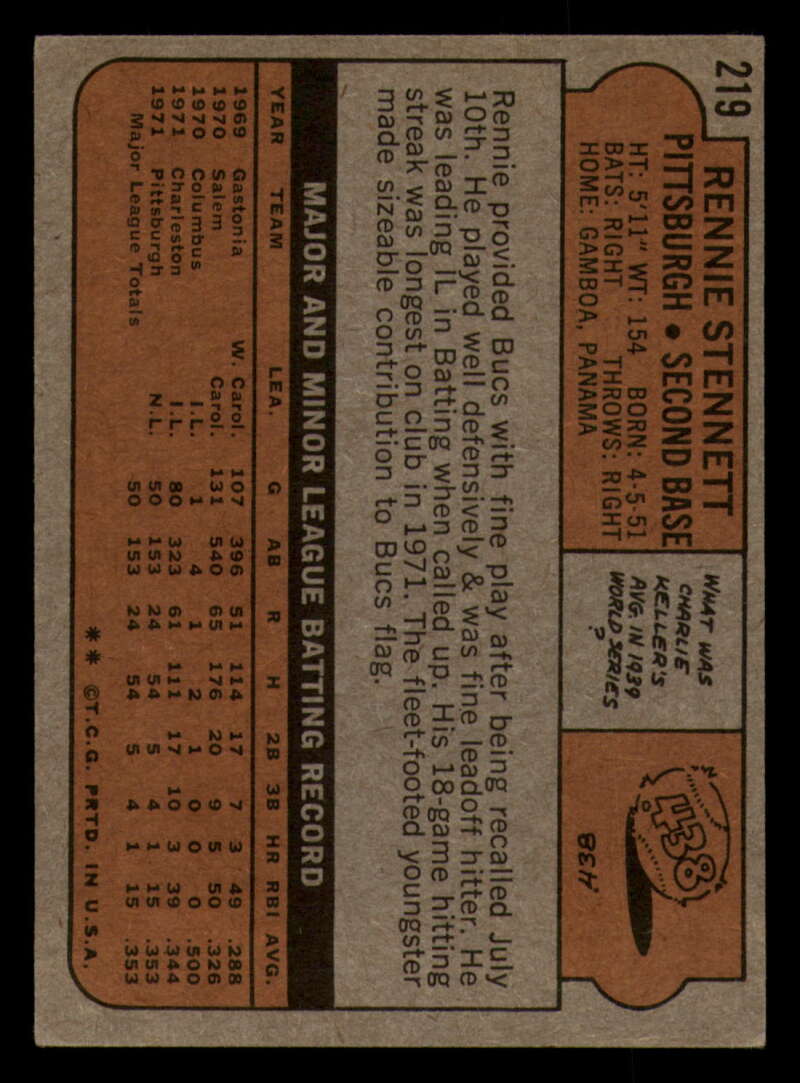 219
RENNIE STENNETT
PITTSBURGH • SECOND BASE
HT: 5'11" WT: 154 BORN: 4-5-51
BATS: RIGHT THROWS: RIGHT
HOME: GAMBOA, PANAMA
WHAT WAS
CHARLIE
KELLER'S
AVG. IN 1939
WORLD SERIES
?
.438
.438
Rennie provided Bucs with fine play after being recalled July
10th. He played well defensively & was fine leadoff hitter. He
was leading IL in Batting when called up. His 18-game hitting
streak was longest on club in 1971. The fleet-footed youngster
made sizeable contribution to Bucs flag.
MAJOR AND MINOR LEAGUE BATTING RECORD
YEAR TEAM LEA. G AB R H 2B 3B HR RBI AVG.
1969 Gastonia W. Carol. 107 396 51 114 17 7 3 49 .288
1970 Salem Carol. 131 540 65 176 20 9 5 50 .326
1970 Columbus I.L. 1 4 1 2 1 0 0 0 .500
1971 Charleston I.L. 80 323 61 111 17 10 3 39 .344
1971 Pittsburgh N.L. 50 153 24 54 5 4 1 15 .353
Major League Totals 50 153 24 54 5 4 1 15 .353
** ©T.C.G. PRTD. IN U.S.A.